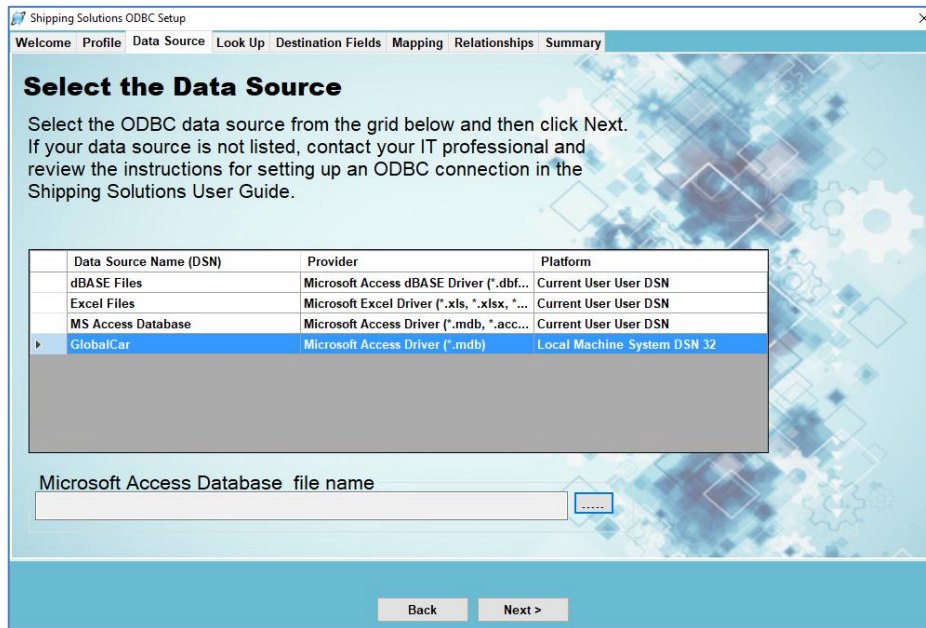 Shipping Solutions ODBC Setup
Welcome Profile Data Source Look Up Destination Fields Mapping Relationships Summary
Select the Data Source
Select the ODBC data source from the grid below and then click Next.
If your data source is not listed, contact your IT professional and
review the instructions for setting up an ODBC connection in the
Shipping Solutions User Guide.
Data Source Name (DSN) Provider Platform
dBASE Files Microsoft Access dBASE Driver (*.dbf... Current User User DSN
Excel Files Microsoft Excel Driver (*.xls, *.xlsx, *... Current User User DSN
MS Access Database Microsoft Access Driver (*.mdb, *.acc... Current User User DSN
GlobalCar Microsoft Access Driver (*.mdb) Local Machine System DSN 32
Microsoft Access Database file name
.....
Back Next >